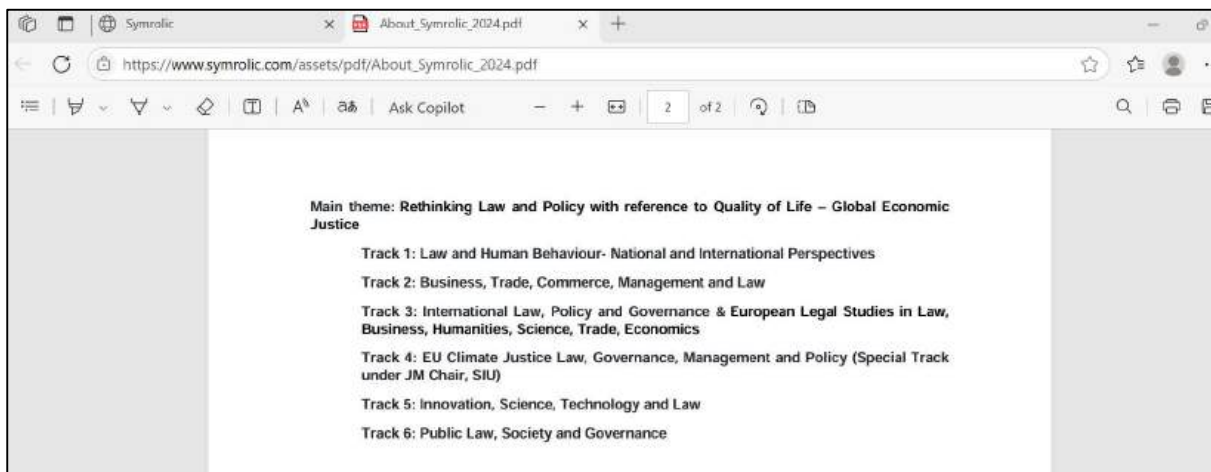 Symrolic
About_Symrolic_2024.pdf
https://www.symrolic.com/assets/pdf/About_Symrolic_2024.pdf
Ask Copilot
2 of 2
Main theme: Rethinking Law and Policy with reference to Quality of Life – Global Economic
Justice
Track 1: Law and Human Behaviour- National and International Perspectives
Track 2: Business, Trade, Commerce, Management and Law
Track 3: International Law, Policy and Governance & European Legal Studies in Law,
Business, Humanities, Science, Trade, Economics
Track 4: EU Climate Justice Law, Governance, Management and Policy (Special Track
under JM Chair, SIU)
Track 5: Innovation, Science, Technology and Law
Track 6: Public Law, Society and Governance